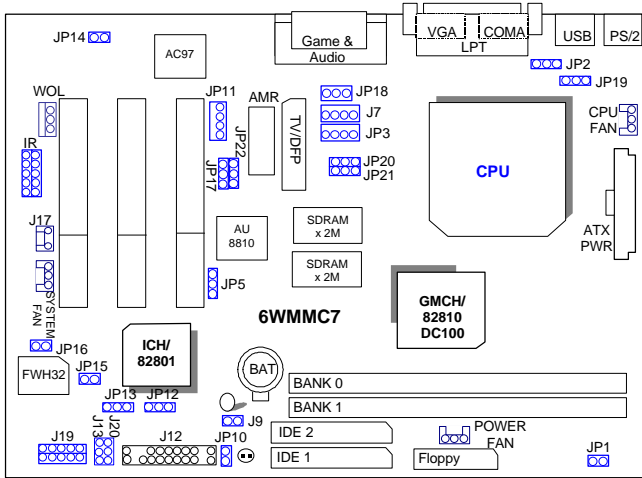 JP14
AC97
Game &
Audio
VGA
COMA
LPT
USB
PS/2
JP2
JP19
WOL
JP11
AMR
TV/DFP
JP18
J7
JP3
CPU
FAN
IR
JP22
JP17
JP20
JP21
CPU
ATX
PWR
J17
AU
8810
SDRAM
x 2M
SDRAM
x 2M
SYSTEM
FAN
JP5
6WMMC7
GMCH/
82810
DC100
JP16
ICH/
82801
FWH32
JP15
BAT
BANK 0
JP13
JP12
BANK 1
J9
J19
J13
J20
J12
JP10
IDE 2
POWER
FAN
IDE 1
Floppy
JP1